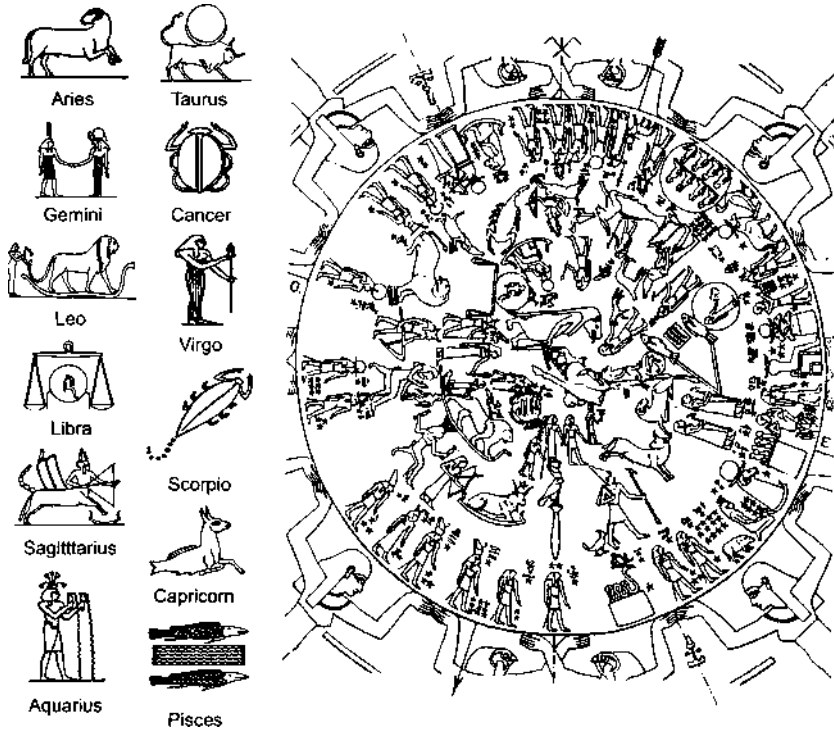 Aries
Taurus
Gemini
Cancer
Leo
Virgo
Libra
Scorpio
Sagitttarius
Capricorn
Aquarius
Pisces
O
E